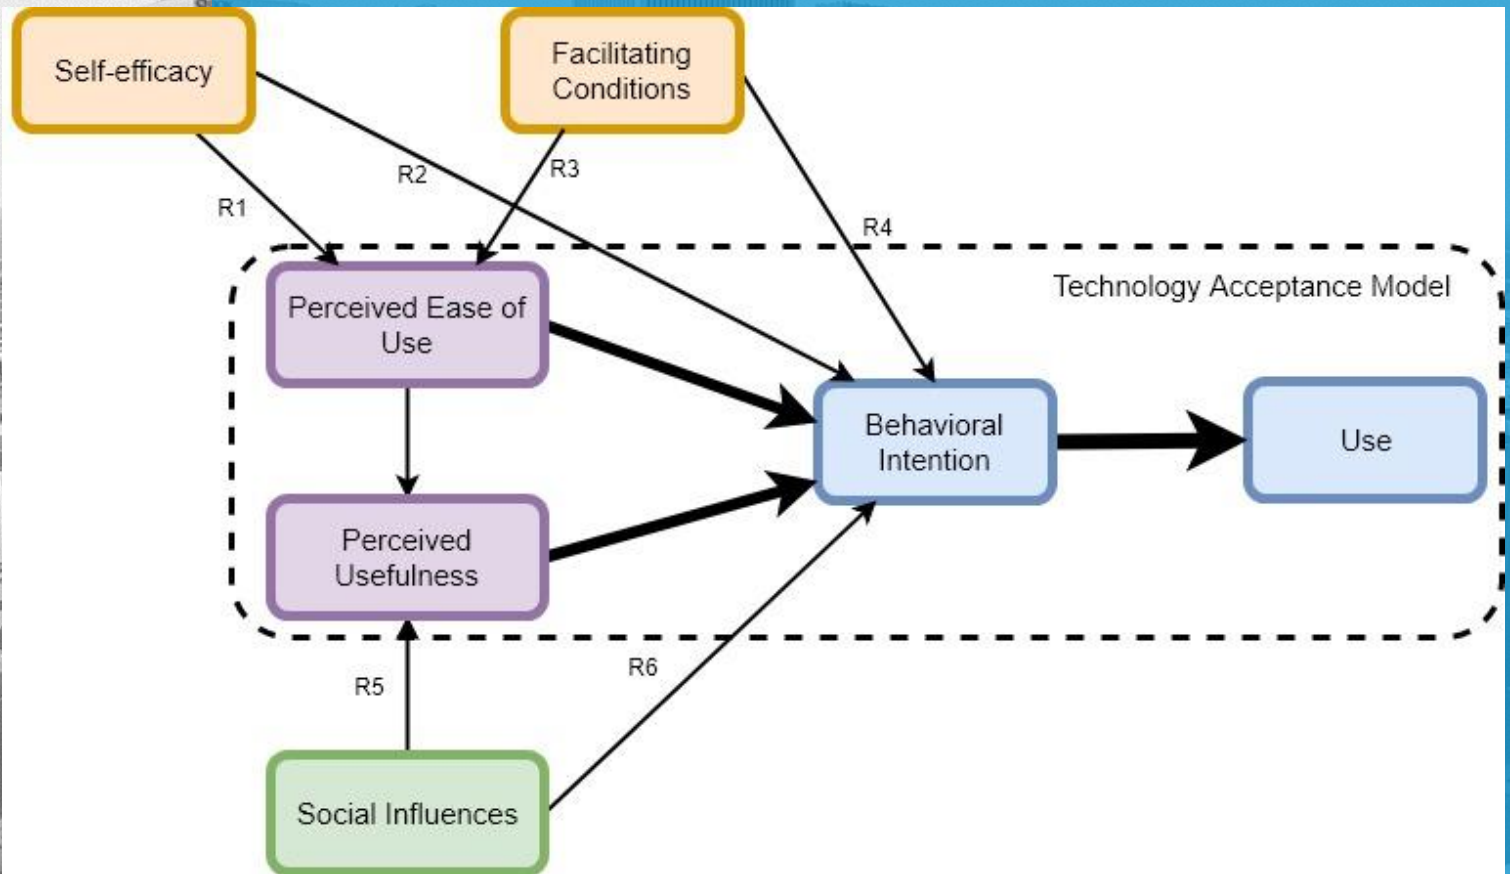 Self-efficacy
Facilitating
Conditions
R1
R2
R3
R4
Technology Acceptance Model
Perceived Ease of
Use
Behavioral
Intention
Use
Perceived
Usefulness
R5
R6
Social Influences